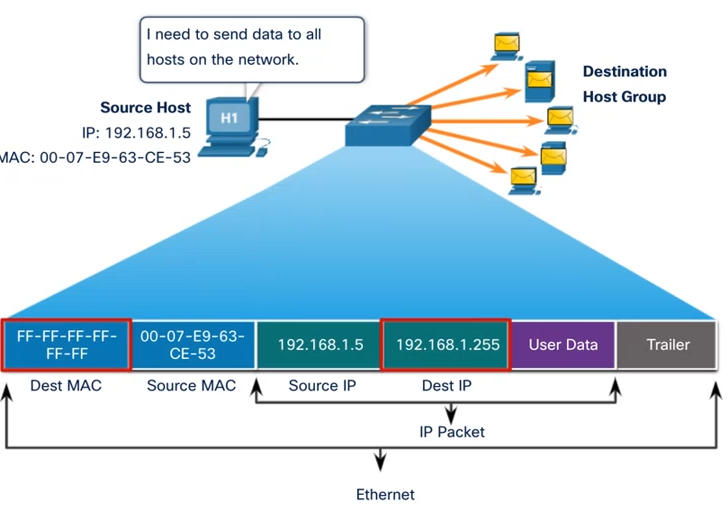 I need to send data to all
hosts on the network.
Destination
Host Group
Source Host
H1
IP: 192.168.1.5
MAC: 00-07-E9-63-CE-53
FF-FF-FF-FF-
FF-FF
00-07-E9-63-
CE-53
192.168.1.5
192.168.1.255
User Data
Trailer
Dest MAC
Source MAC
Source IP
Dest IP
IP Packet
Ethernet